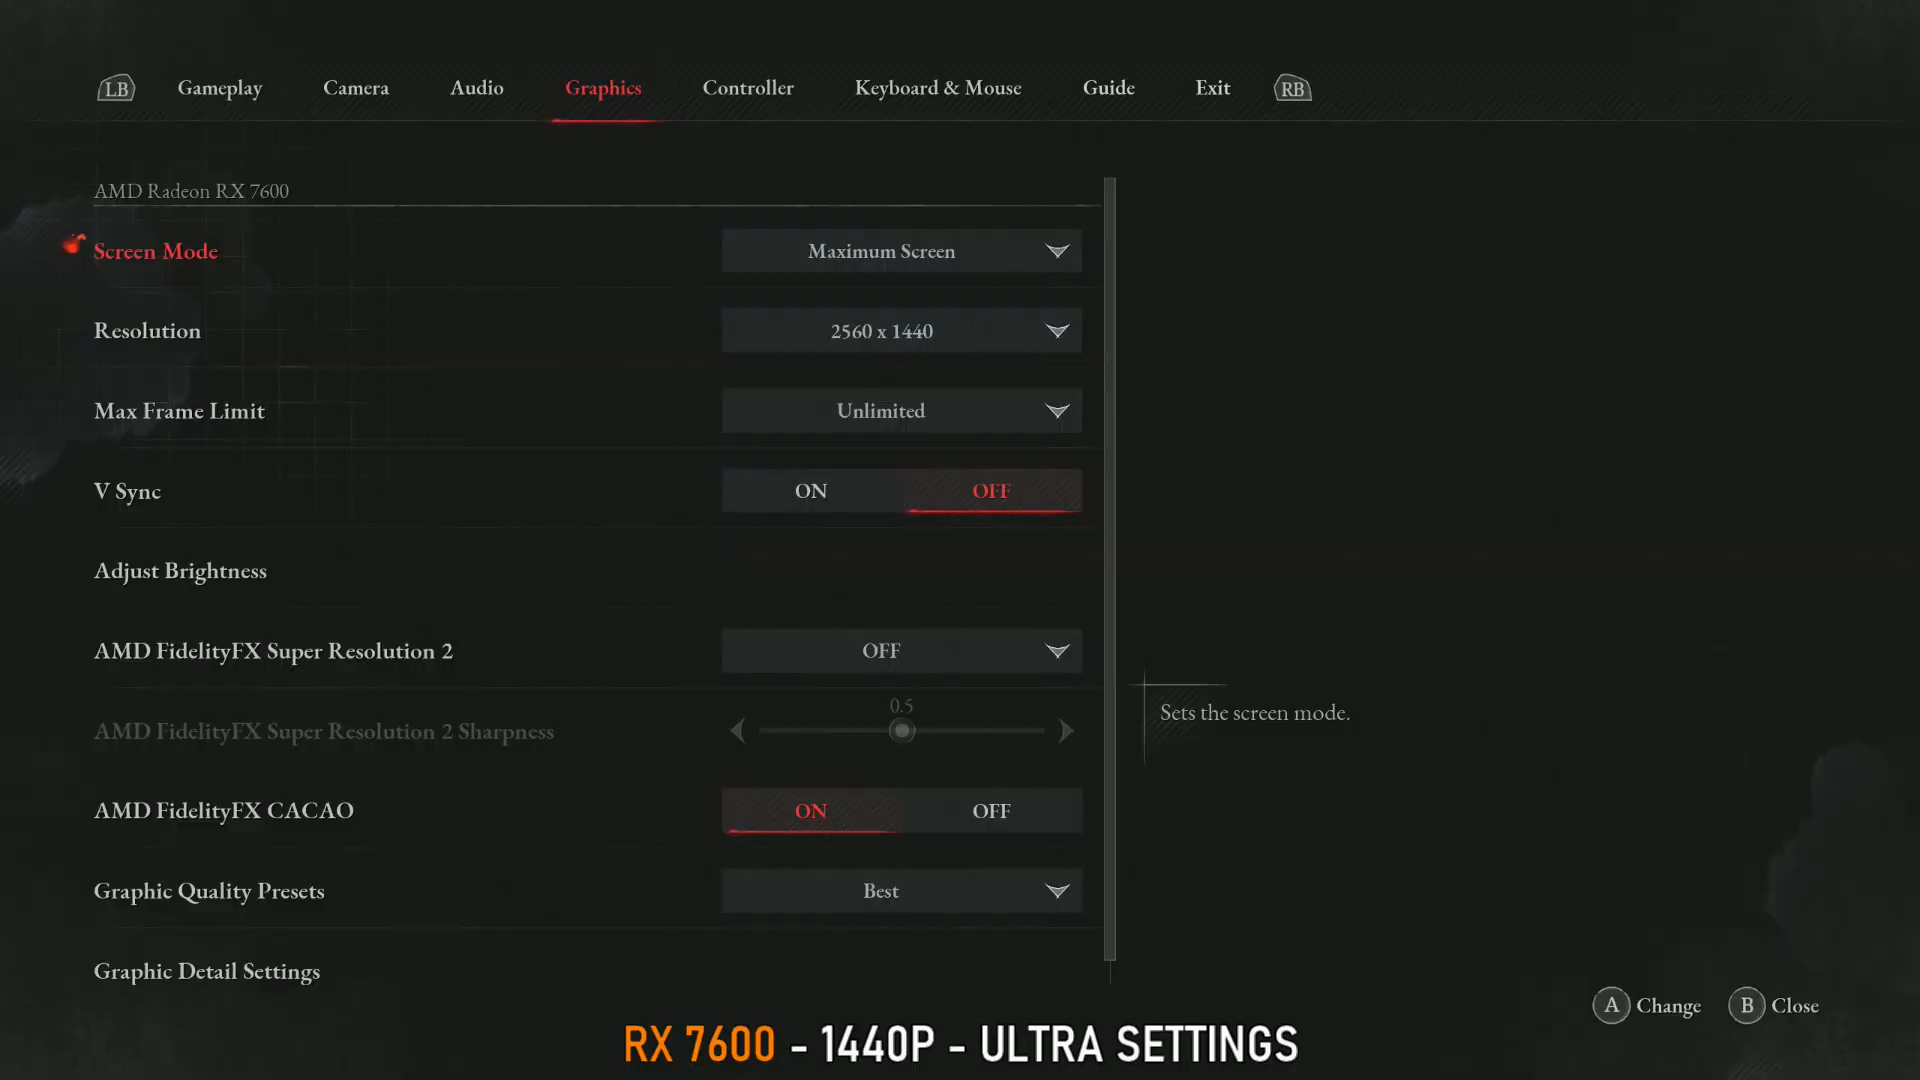 LB Gameplay Camera Audio Graphics Controller Keyboard & Mouse Guide Exit RB
AMD Radeon RX 7600
Screen Mode Maximum Screen
Resolution 2560 x 1440
Max Frame Limit Unlimited
V Sync ON OFF
Adjust Brightness
AMD FidelityFX Super Resolution 2 OFF
0.5
AMD FidelityFX Super Resolution 2 Sharpness
Sets the screen mode.
AMD FidelityFX CACAO ON OFF
Graphic Quality Presets Best
Graphic Detail Settings
A Change B Close
RX 7600 - 1440P - ULTRA SETTINGS